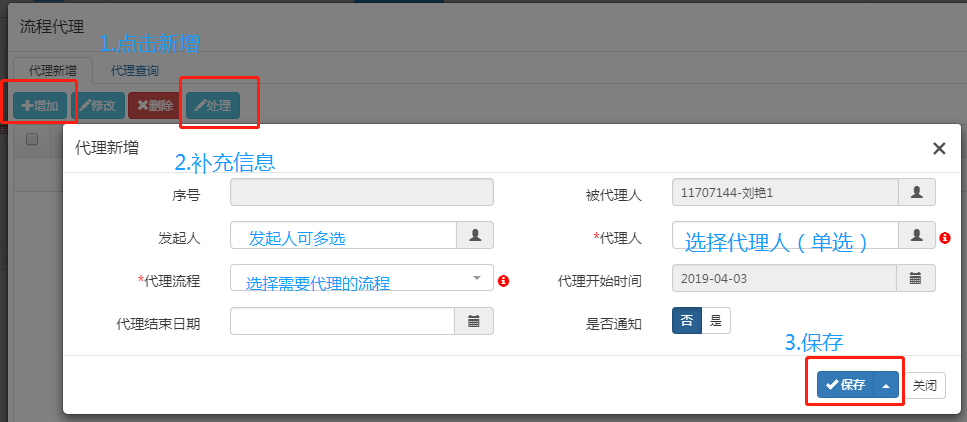 流程代理
1.点击新增
代理新增 代理查询
增加 修改 删除 处理
代理新增
2.补充信息
序号 被代理人 11707144-刘艳1
发起人 发起人可多选 *代理人 选择代理人（单选）
*代理流程 选择需要代理的流程 代理开始时间 2019-04-03
代理结束日期 是否通知 否 是
3.保存
保存 关闭